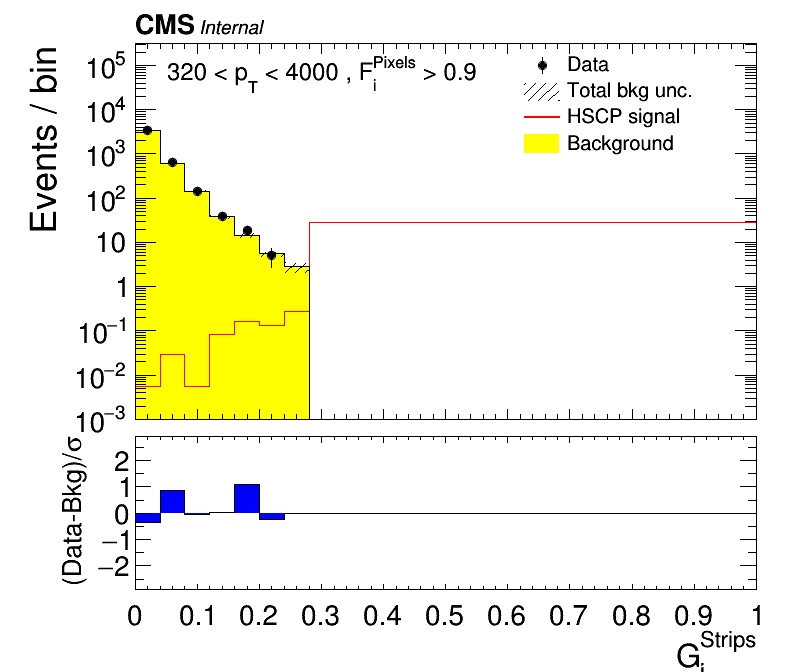 CMS Internal
320 < p_T < 4000 , F_i^Pixels > 0.9
Data
Total bkg unc.
HSCP signal
Background
Events / bin
10^5
10^4
10^3
10^2
10
1
10^−1
10^−2
10^−3
(Data-Bkg)/σ
2
1
0
−1
−2
0 0.1 0.2 0.3 0.4 0.5 0.6 0.7 0.8 0.9 1
G_i^Strips